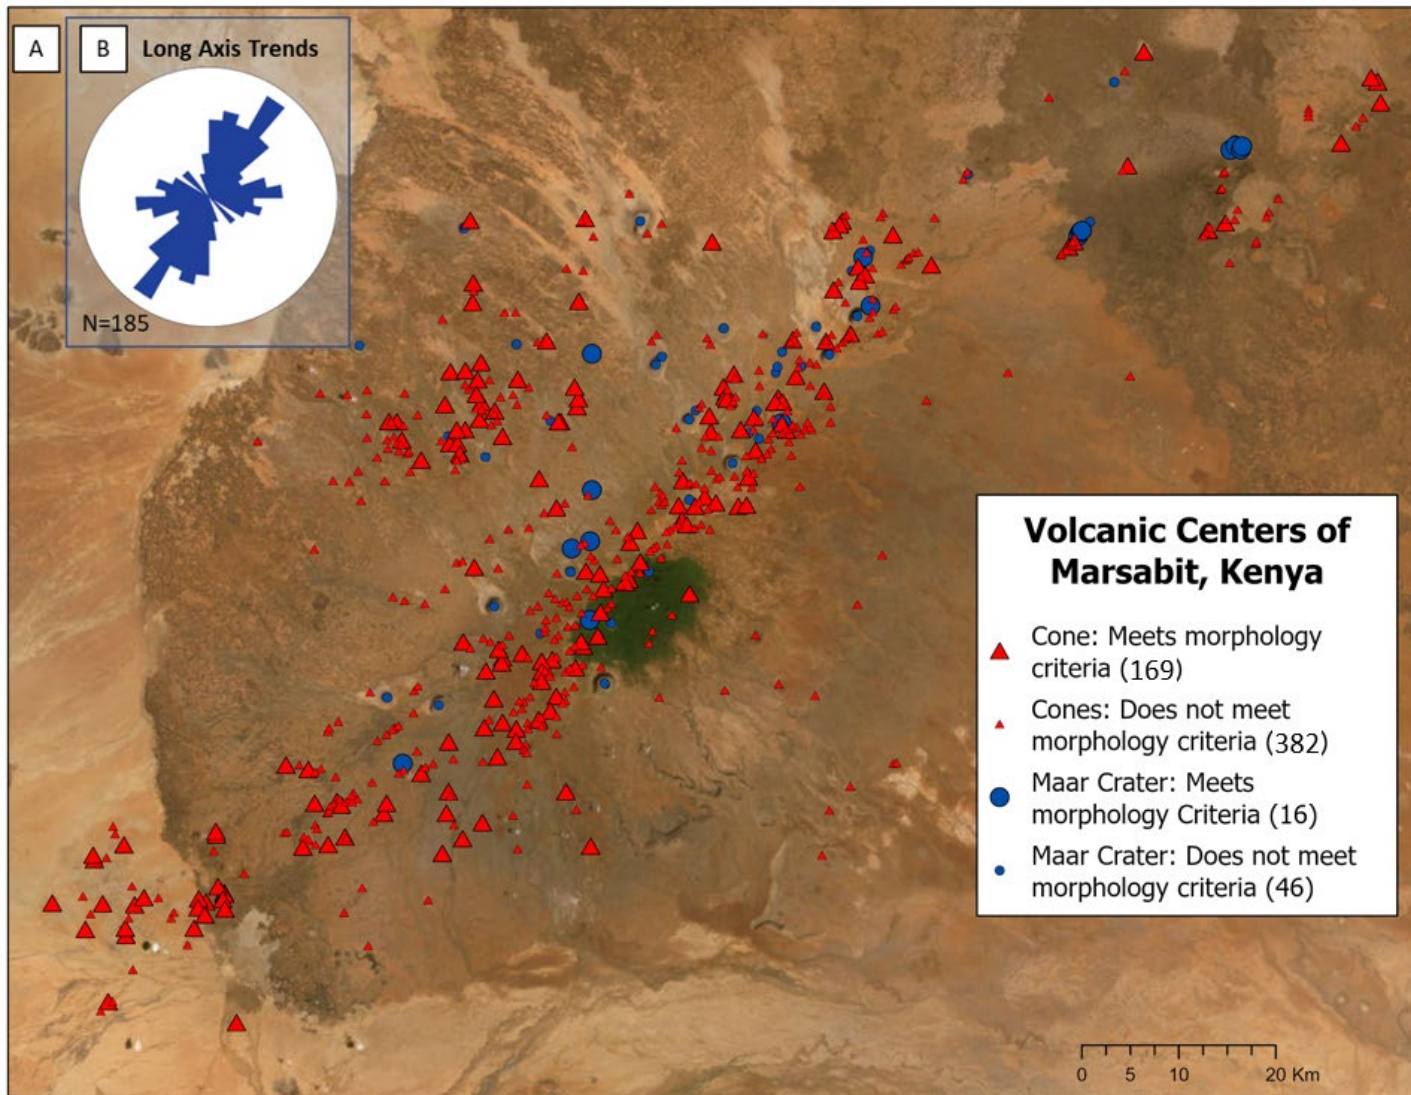 A
B
Long Axis Trends
N=185
Volcanic Centers of
Marsabit, Kenya
Cone: Meets morphology
criteria (169)
Cones: Does not meet
morphology criteria (382)
Maar Crater: Meets
morphology Criteria (16)
Maar Crater: Does not meet
morphology criteria (46)
0 5 10 20 Km